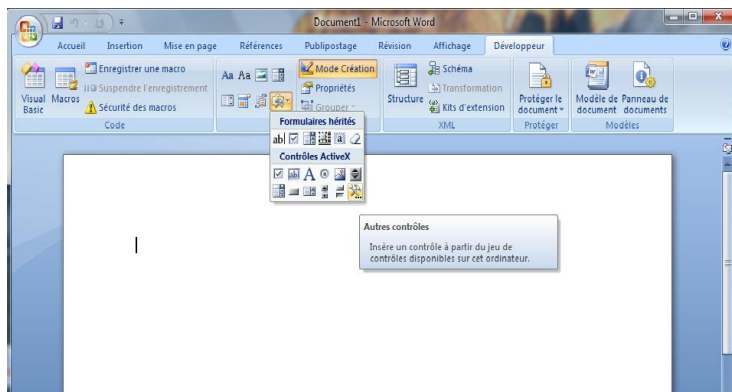 Document1 - Microsoft Word
Accueil Insertion Mise en page Références Publipostage Révision Affichage Développeur
Visual Basic
Macros
Enregistrer une macro
Suspendre l'enregistrement
Sécurité des macros
Code
Aa Aa
Mode Création
Propriétés
Grouper
Formulaires hérités
ab
Contrôles ActiveX
ab A
Structure
Schéma
Transformation
Kits d'extension
XML
Protéger le document
Protéger
Modèle de document
Panneau de documents
Modèles
Autres contrôles
Insère un contrôle à partir du jeu de
contrôles disponibles sur cet ordinateur.